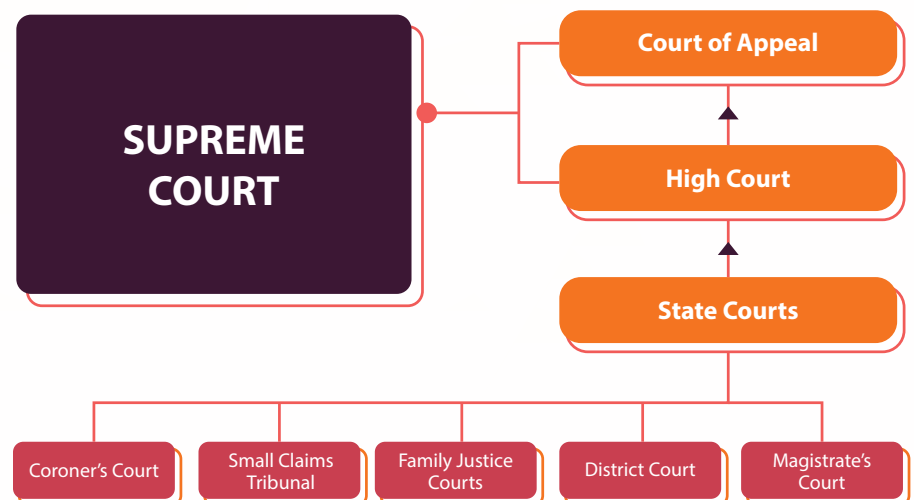 SUPREME
COURT
Court of Appeal
High Court
State Courts
Coroner's Court
Small Claims
Tribunal
Family Justice
Courts
District Court
Magistrate's
Court